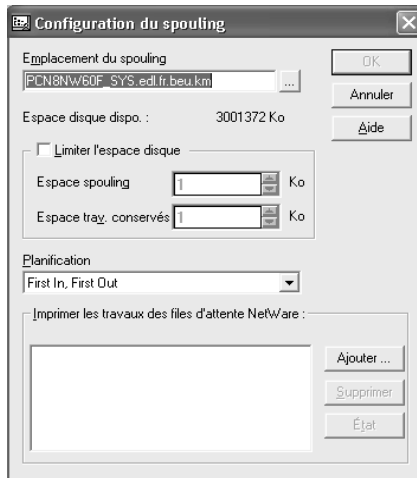 Configuration du spouling
Emplacement du spouling
OK
PCN8NW60F_SYS.edl.fr.beu.km
...
Annuler
Espace disque dispo. : 3001372 Ko
Aide
Limiter l'espace disque
Espace spouling 1 Ko
Espace trav. conservés 1 Ko
Planification
First In, First Out
Imprimer les travaux des files d'attente NetWare :
Ajouter ...
Supprimer
État